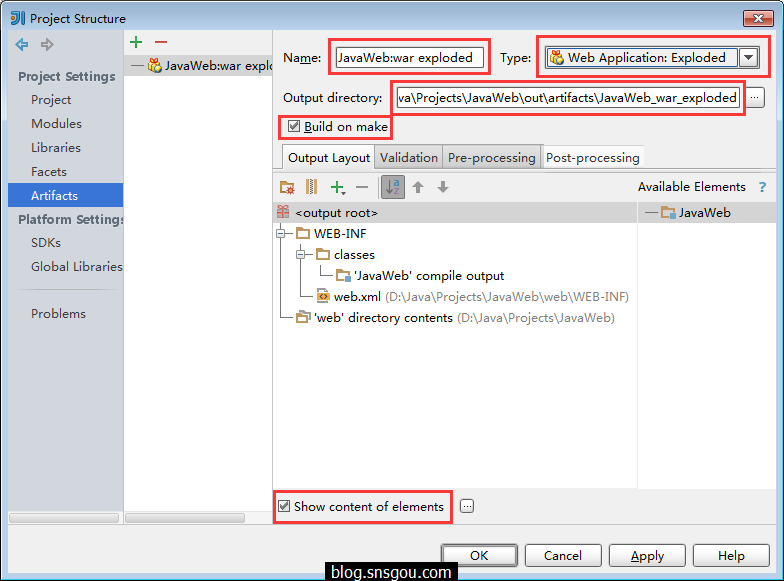 Project Structure
Project Settings
Project
Modules
Libraries
Facets
Artifacts
Platform Settings
SDKs
Global Libraries
Problems
JavaWeb:war explo
Name: JavaWeb:war exploded Type: Web Application: Exploded
Output directory: va\Projects\JavaWeb\out\artifacts\JavaWeb_war_exploded ...
Build on make
Output Layout Validation Pre-processing Post-processing
Available Elements ?
<output root>
JavaWeb
WEB-INF
classes
'JavaWeb' compile output
web.xml (D:\Java\Projects\JavaWeb\web\WEB-INF)
'web' directory contents (D:\Java\Projects\JavaWeb)
Show content of elements ...
OK Cancel Apply Help
blog.snsgou.com